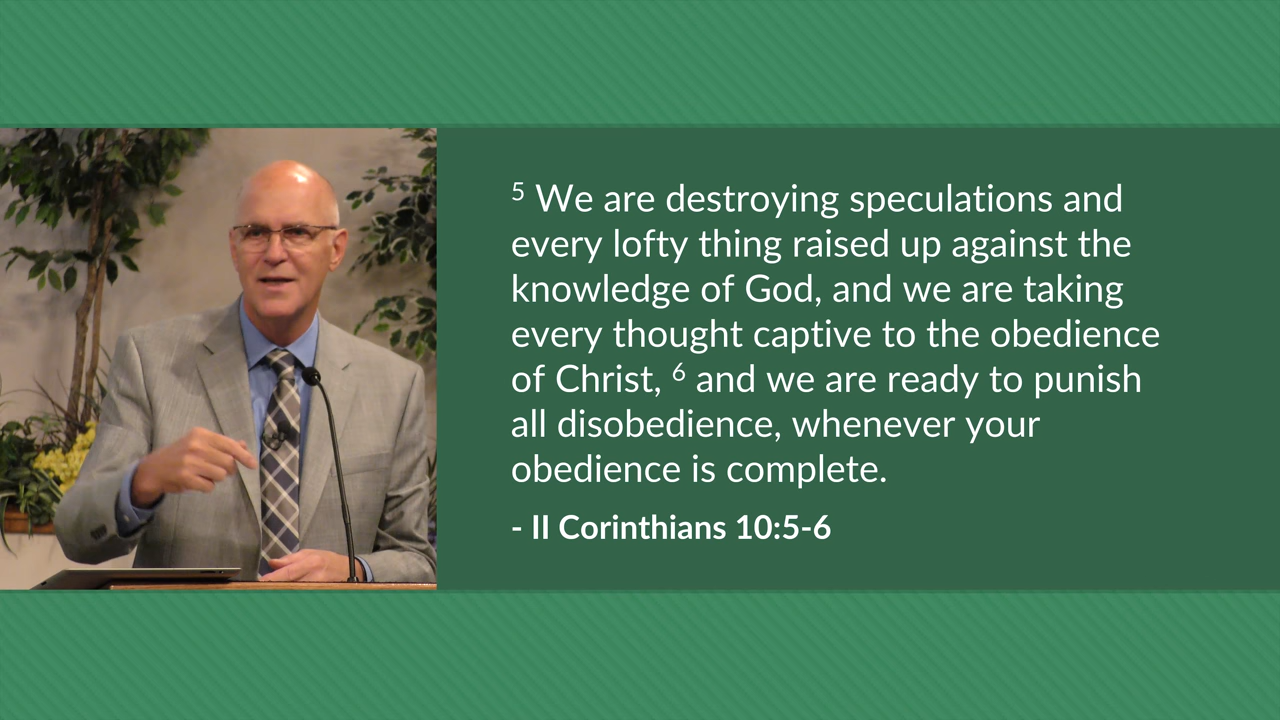 5 We are destroying speculations and
every lofty thing raised up against the
knowledge of God, and we are taking
every thought captive to the obedience
of Christ, 6 and we are ready to punish
all disobedience, whenever your
obedience is complete.
- II Corinthians 10:5-6